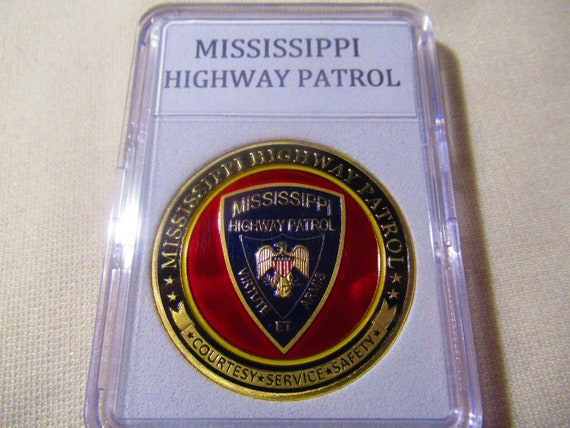 MISSISSIPPI
HIGHWAY PATROL
MISSISSIPPI HIGHWAY PATROL
MISSISSIPPI
HIGHWAY PATROL
VIRTUTE ET ARMIS
COURTESY★SERVICE★SAFETY